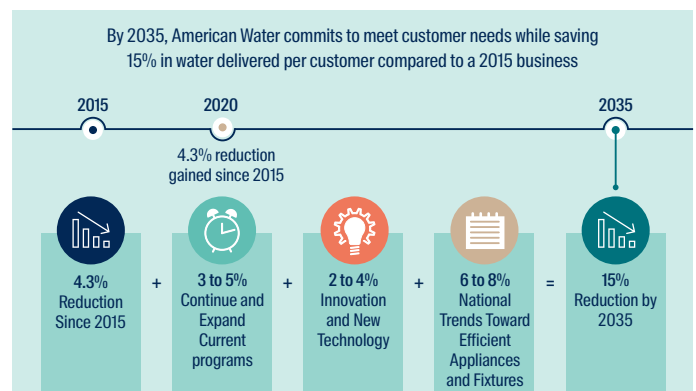 By 2035, American Water commits to meet customer needs while saving
15% in water delivered per customer compared to a 2015 business
2015
2020
2035
4.3% reduction
gained since 2015
4.3%
Reduction
Since 2015
+
3 to 5%
Continue and
Expand
Current
programs
+
2 to 4%
Innovation
and New
Technology
+
6 to 8%
National
Trends Toward
Efficient
Appliances
and Fixtures
=
15%
Reduction by
2035